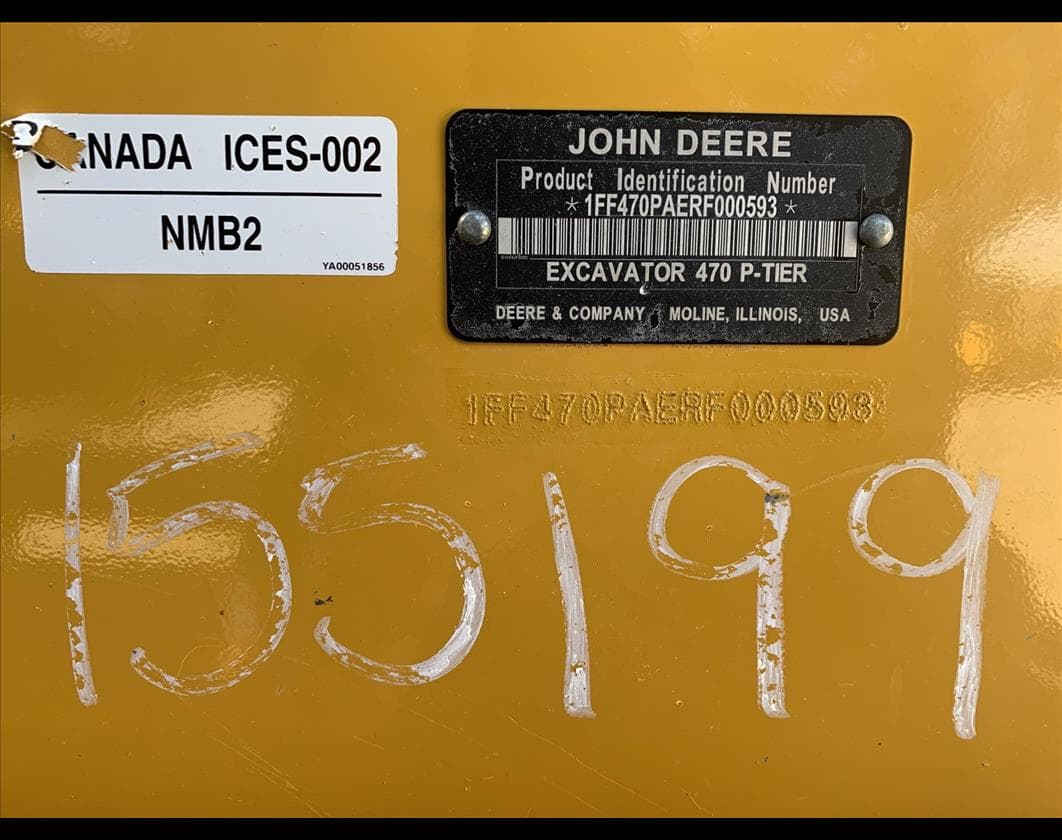 CANADA ICES-002
NMB2
YA00051856
JOHN DEERE
Product Identification Number
*1FF470PAERF000593*
EXCAVATOR 470 P-TIER
DEERE & COMPANY MOLINE, ILLINOIS, USA
1FF470PAERF000593
155199